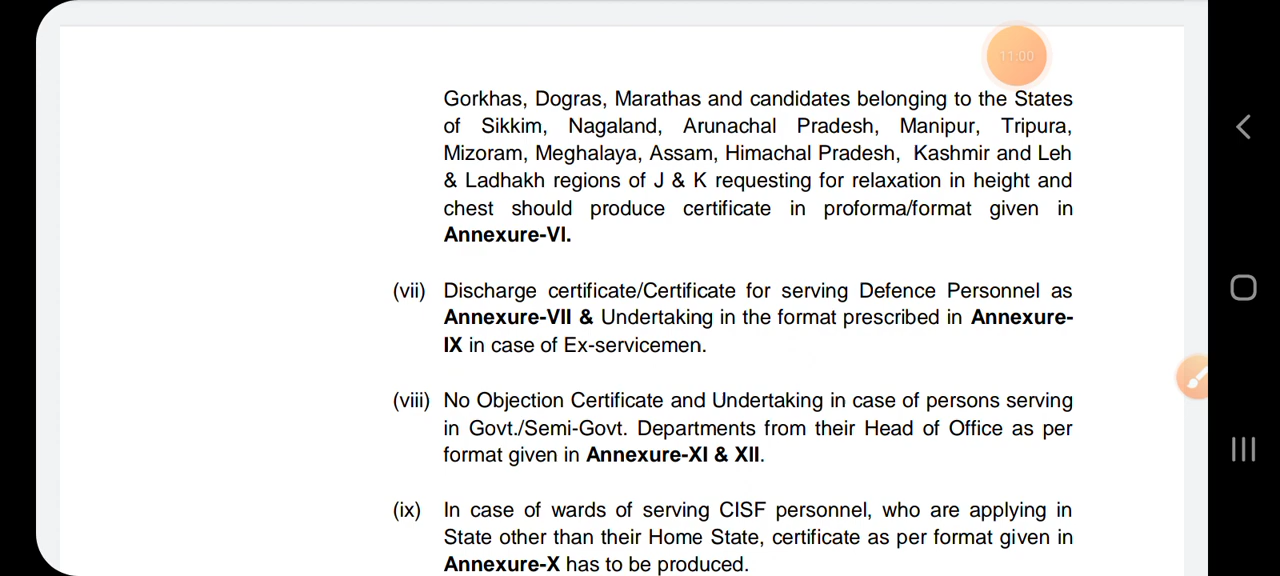 11:00
Gorkhas, Dogras, Marathas and candidates belonging to the States
of Sikkim, Nagaland, Arunachal Pradesh, Manipur, Tripura,
Mizoram, Meghalaya, Assam, Himachal Pradesh, Kashmir and Leh
& Ladhakh regions of J & K requesting for relaxation in height and
chest should produce certificate in proforma/format given in
Annexure-VI.
(vii) Discharge certificate/Certificate for serving Defence Personnel as
Annexure-VII & Undertaking in the format prescribed in Annexure-
IX in case of Ex-servicemen.
(viii) No Objection Certificate and Undertaking in case of persons serving
in Govt./Semi-Govt. Departments from their Head of Office as per
format given in Annexure-XI & XII.
(ix) In case of wards of serving CISF personnel, who are applying in
State other than their Home State, certificate as per format given in
Annexure-X has to be produced.